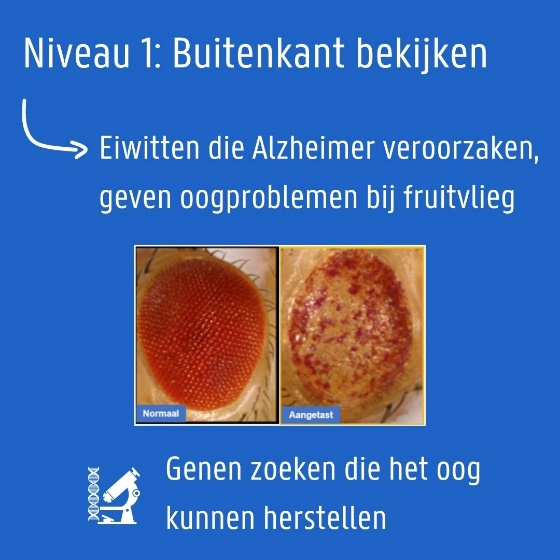 Niveau 1: Buitenkant bekijken
Eiwitten die Alzheimer veroorzaken,
geven oogproblemen bij fruitvlieg
Normaal
Aangetast
Genen zoeken die het oog
kunnen herstellen